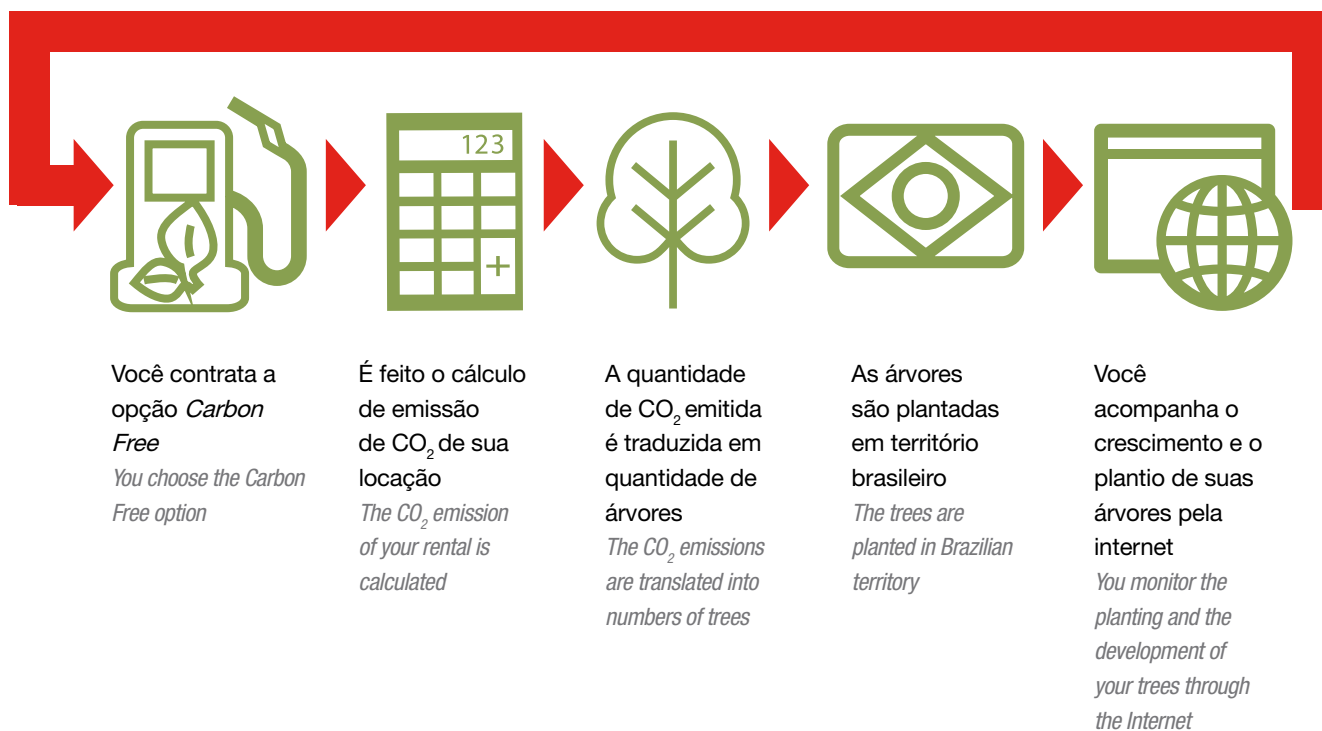 123
+
Você contrata a
opção Carbon
Free
You choose the Carbon
Free option
É feito o cálculo
de emissão
de CO₂ de sua
locação
The CO₂ emission
of your rental is
calculated
A quantidade
de CO₂ emitida
é traduzida em
quantidade de
árvores
The CO₂ emissions
are translated into
numbers of trees
As árvores
são plantadas
em território
brasileiro
The trees are
planted in Brazilian
territory
Você
acompanha o
crescimento e o
plantio de suas
árvores pela
internet
You monitor the
planting and the
development of
your trees through
the Internet